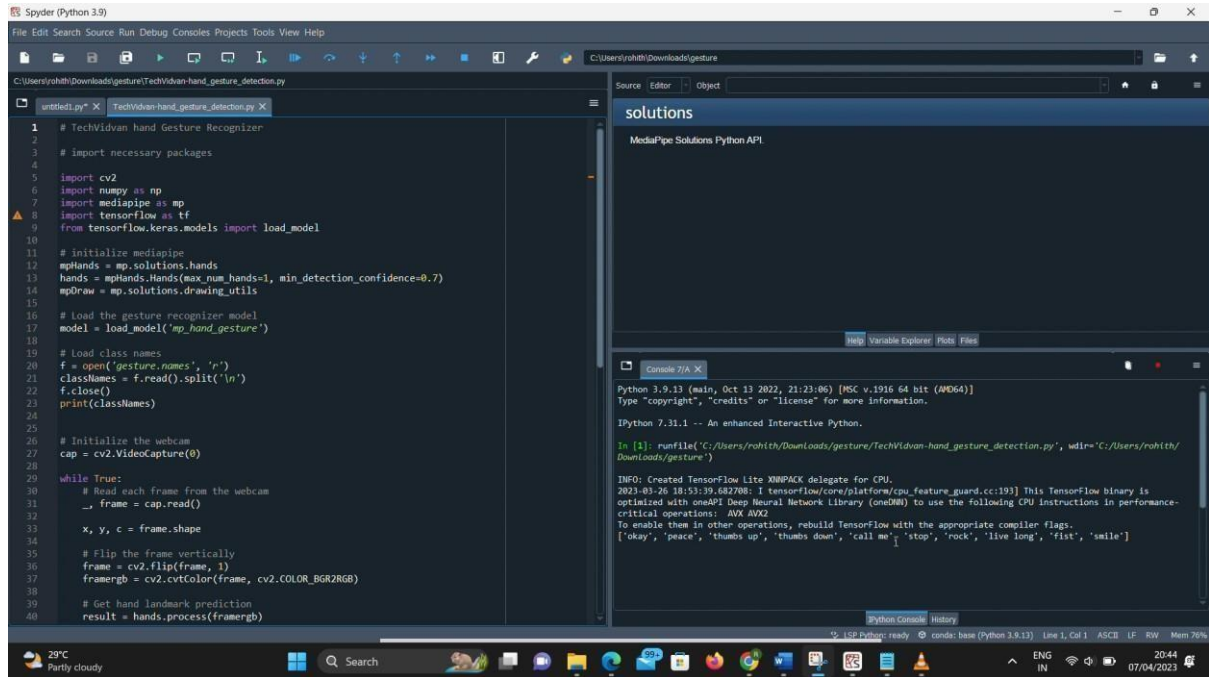 Spyder (Python 3.9)
File Edit Search Source Run Debug Consoles Projects Tools View Help
C:\Users\rohith\Downloads\gesture
C:\Users\rohith\Downloads\gesture\TechVidvan-hand_gesture_detection.py
untitled1.py* X TechVidvan-hand_gesture_detection.py X
1 # TechVidvan hand Gesture Recognizer
2
3 # import necessary packages
4
5 import cv2
6 import numpy as np
7 import mediapipe as mp
8 import tensorflow as tf
9 from tensorflow.keras.models import load_model
10
11 # initialize mediapipe
12 mpHands = mp.solutions.hands
13 hands = mpHands.Hands(max_num_hands=1, min_detection_confidence=0.7)
14 mpDraw = mp.solutions.drawing_utils
15
16 # Load the gesture recognizer model
17 model = load_model('mp_hand_gesture')
18
19 # Load class names
20 f = open('gesture.names', 'r')
21 classNames = f.read().split('\n')
22 f.close()
23 print(classNames)
24
25
26 # Initialize the webcam
27 cap = cv2.VideoCapture(0)
28
29 while True:
30 # Read each frame from the webcam
31 _, frame = cap.read()
32
33 x, y, c = frame.shape
34
35 # Flip the frame vertically
36 frame = cv2.flip(frame, 1)
37 framergb = cv2.cvtColor(frame, cv2.COLOR_BGR2RGB)
38
39 # Get hand landmark prediction
40 result = hands.process(framergb)
Source Editor Object
solutions
MediaPipe Solutions Python API.
Help Variable Explorer Plots Files
Console 7/A X
Python 3.9.13 (main, Oct 13 2022, 21:23:06) [MSC v.1916 64 bit (AMD64)]
Type "copyright", "credits" or "license" for more information.
IPython 7.31.1 -- An enhanced Interactive Python.
In [1]: runfile('C:/Users/rohith/Downloads/gesture/TechVidvan-hand_gesture_detection.py', wdir='C:/Users/rohith/
Downloads/gesture')
INFO: Created TensorFlow Lite XNNPACK delegate for CPU.
2023-03-26 18:53:39.682708: I tensorflow/core/platform/cpu_feature_guard.cc:193] This TensorFlow binary is
optimized with oneAPI Deep Neural Network Library (oneDNN) to use the following CPU instructions in performance-
critical operations:  AVX AVX2
To enable them in other operations, rebuild TensorFlow with the appropriate compiler flags.
['okay', 'peace', 'thumbs up', 'thumbs down', 'call me', 'stop', 'rock', 'live long', 'fist', 'smile']
IPython Console History
LSP Python: ready conda: base (Python 3.9.13) Line 1, Col 1 ASCII LF RW Mem 76%
29°C
Partly cloudy
Search
99+
ENG
IN
20:44
07/04/2023